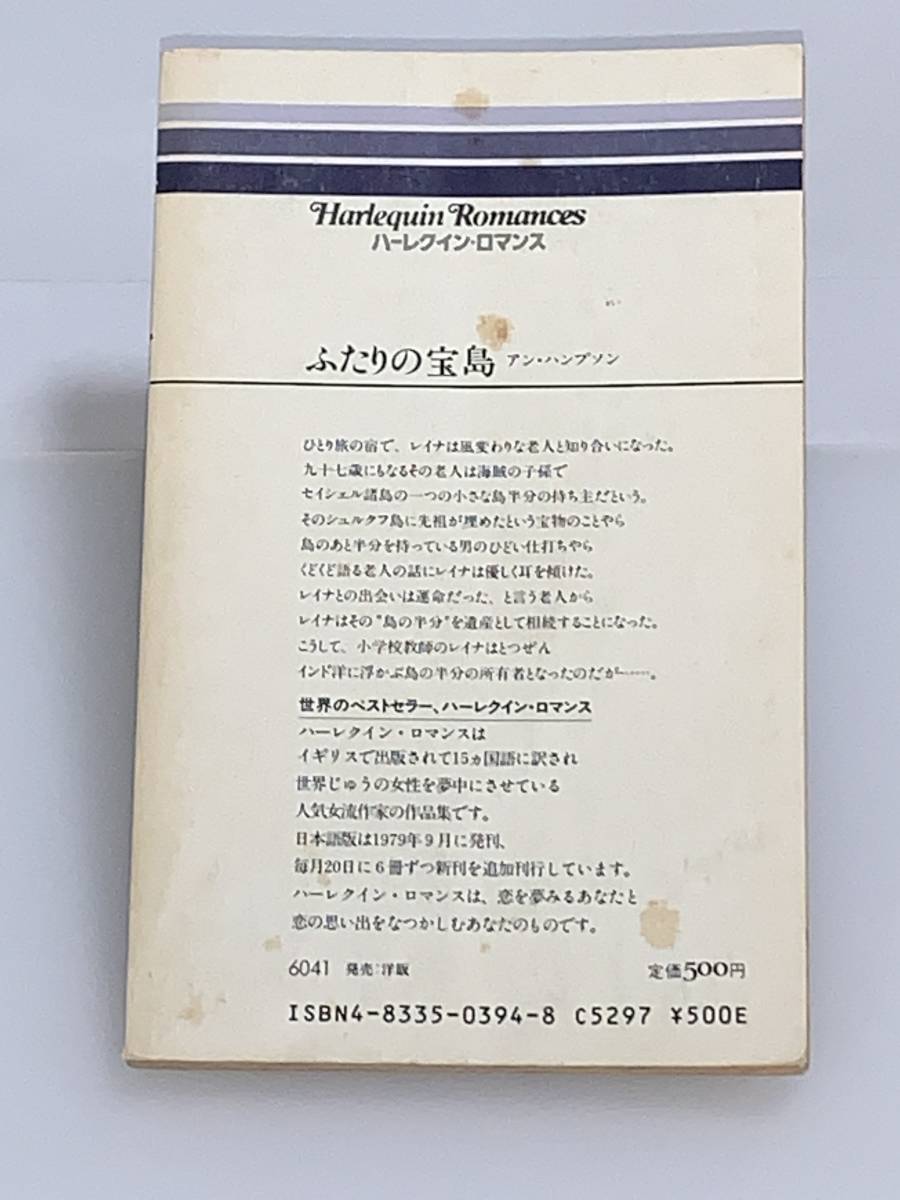 Harlequin Romances
ハーレクイン・ロマンス
ふたりの宝島 アン・ハンプソン
ひとり旅の宿で、レイナは風変わりな老人と知り合いになった。
九十七歳にもなるその老人は海賊の子孫で
セイシェル諸島の一つの小さな島半分の持ち主だという。
そのシュルクフ島に先祖が埋めたという宝物のことやら
島のあと半分を持っている男のひどい仕打ちやら
くどくど語る老人の話にレイナは優しく耳を傾けた。
レイナとの出会いは運命だった、と言う老人から
レイナはその"島の半分"を遺産として相続することになった。
こうして、小学校教師のレイナはとつぜん
インド洋に浮かぶ島の半分の所有者となったのだが……。
世界のベストセラー、ハーレクイン・ロマンス
ハーレクイン・ロマンスは
イギリスで出版されて15ヵ国語に訳され
世界じゅうの女性を夢中にさせている
人気女流作家の作品集です。
日本語版は1979年9月に発刊、
毎月20日に6冊ずつ新刊を追加刊行しています。
ハーレクイン・ロマンスは、恋を夢みるあなたと
恋の思い出をなつかしむあなたのものです。
6041 発売:洋販 定価500円
ISBN4-8335-0394-8 C5297 ¥500E